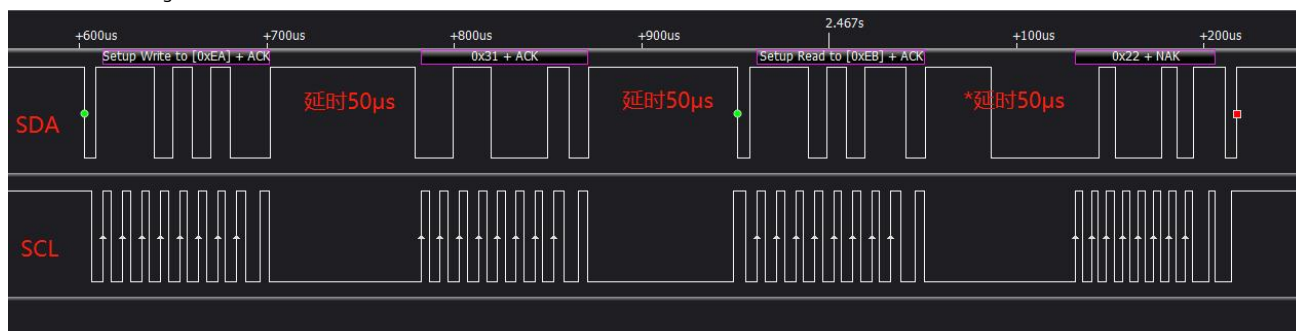 2.467s
+600us +700us +800us +900us +100us +200us
Setup Write to [0xEA] + ACK 0x31 + ACK Setup Read to [0xEB] + ACK 0x22 + NAK
延时50μs 延时50μs *延时50μs
SDA
SCL